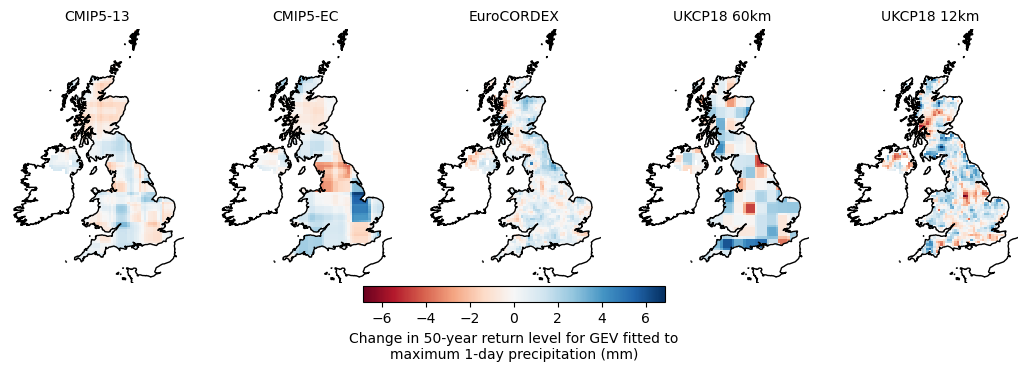 CMIP5-13 CMIP5-EC EuroCORDEX UKCP18 60km UKCP18 12km
−6 −4 −2 0 2 4 6
Change in 50-year return level for GEV fitted to
maximum 1-day precipitation (mm)